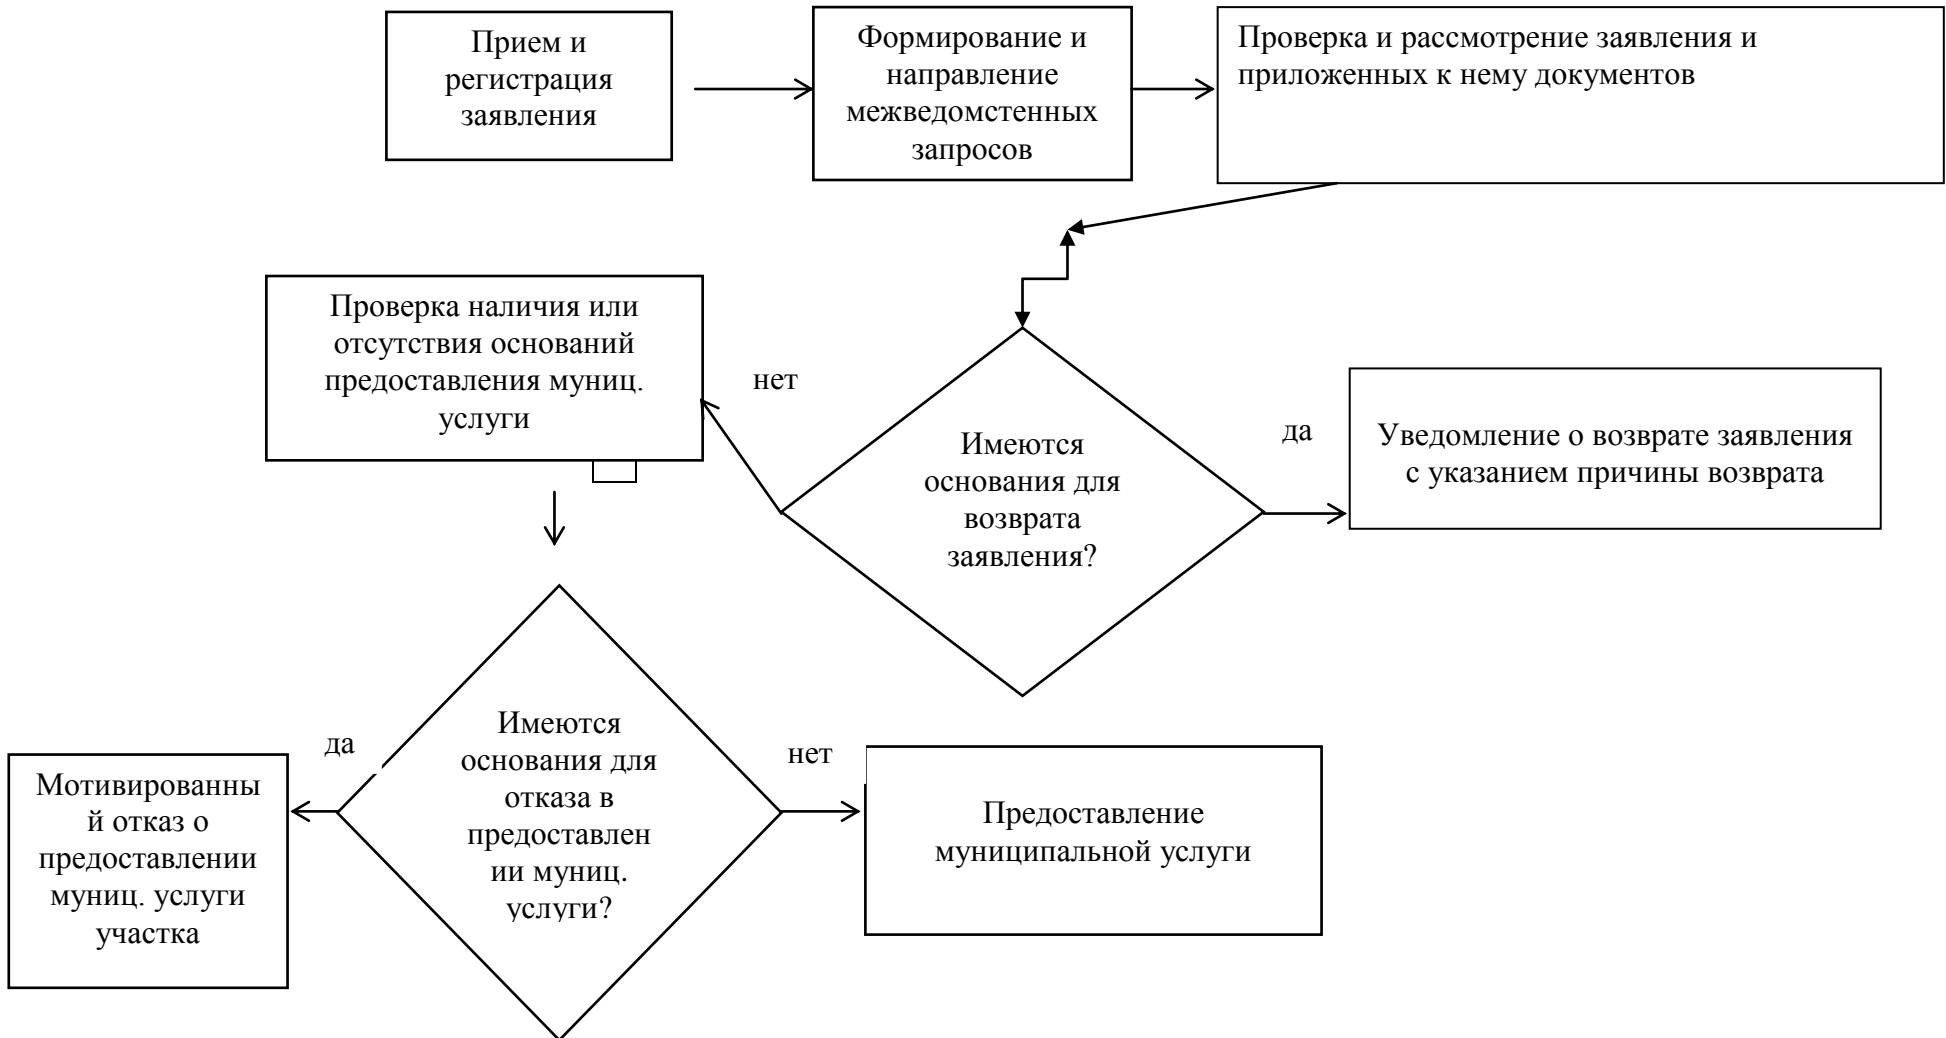 Прием и
регистрация
заявления
Формирование и
направление
межведомстенных
запросов
Проверка и рассмотрение заявления и
приложенных к нему документов
Проверка наличия или
отсутствия оснований
предоставления муниц.
услуги
нет
Имеются
основания для
возврата
заявления?
да
Уведомление о возврате заявления
с указанием причины возврата
да
Имеются
основания для
отказа в
предоставлен
ии муниц.
услуги?
нет
Мотивированны
й отказ о
предоставлении
муниц. услуги
участка
Предоставление
муниципальной услуги